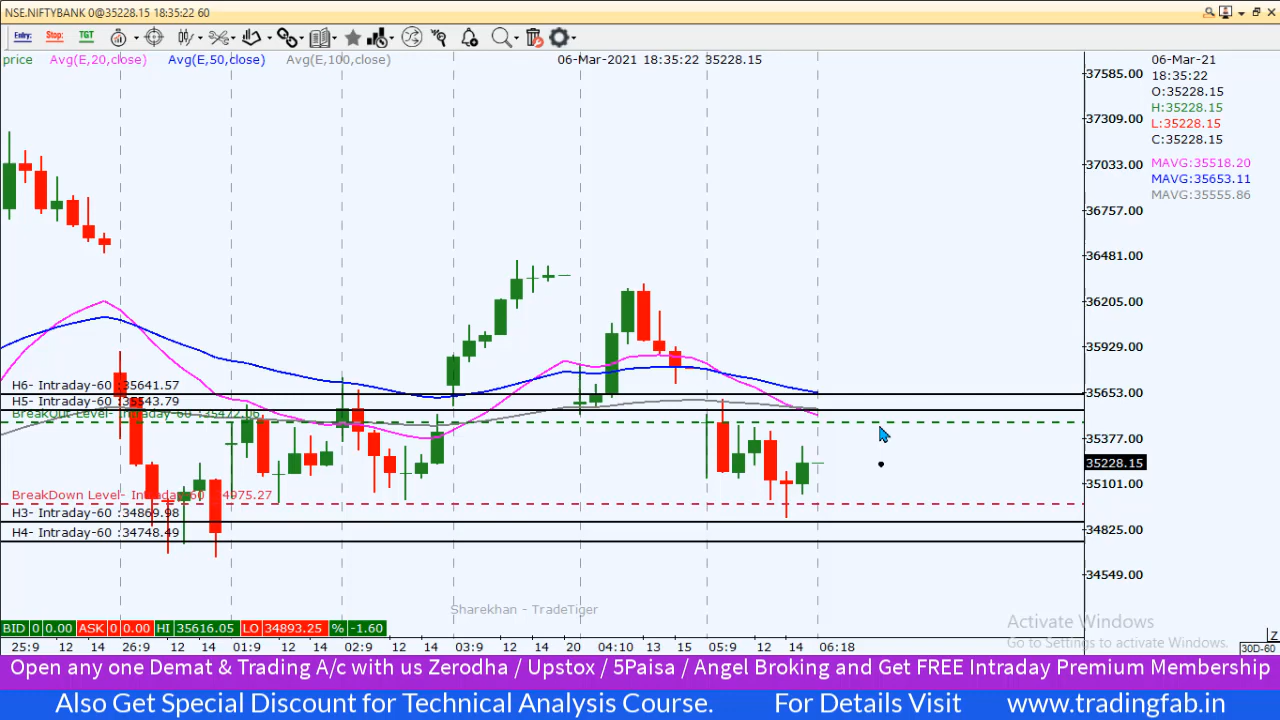 NSE.NIFTYBANK 0@35228.15 18:35:22 60
Entry: Stop: TGT
price Avg(E,20,close) Avg(E,50,close) Avg(E,100,close) 06-Mar-2021 18:35:22 35228.15
06-Mar-21
18:35:22
O:35228.15
H:35228.15
L:35228.15
C:35228.15
MAVG:35518.20
MAVG:35653.11
MAVG:35555.86
37585.00
37309.00
37033.00
36757.00
36481.00
36205.00
35929.00
35653.00
35377.00
35228.15
35101.00
34825.00
34549.00
H6- Intraday-60 :35641.57
H5- Intraday-60 :35543.79
BreakOut Level- Intraday-60
BreakDown Level- Intraday-60
H3- Intraday-60 :34869.98
H4- Intraday-60 :34748.49
Sharekhan - TradeTiger
Activate Windows
Go to Settings to activate Windows.
BID 0 0.00 ASK 0 0.00 HI 35616.05 LO 34893.25 % -1.60
Z
25:9 12 14 26:9 12 14 01:9 12 14 02:9 12 14 03:9 12 14 20 04:10 13 15 05:9 12 14 06:18 30D-60
Open any one Demat & Trading A/c with us Zerodha / Upstox / 5Paisa / Angel Broking and Get FREE Intraday Premium Membership
Also Get Special Discount for Technical Analysis Course. For Details Visit www.tradingfab.in